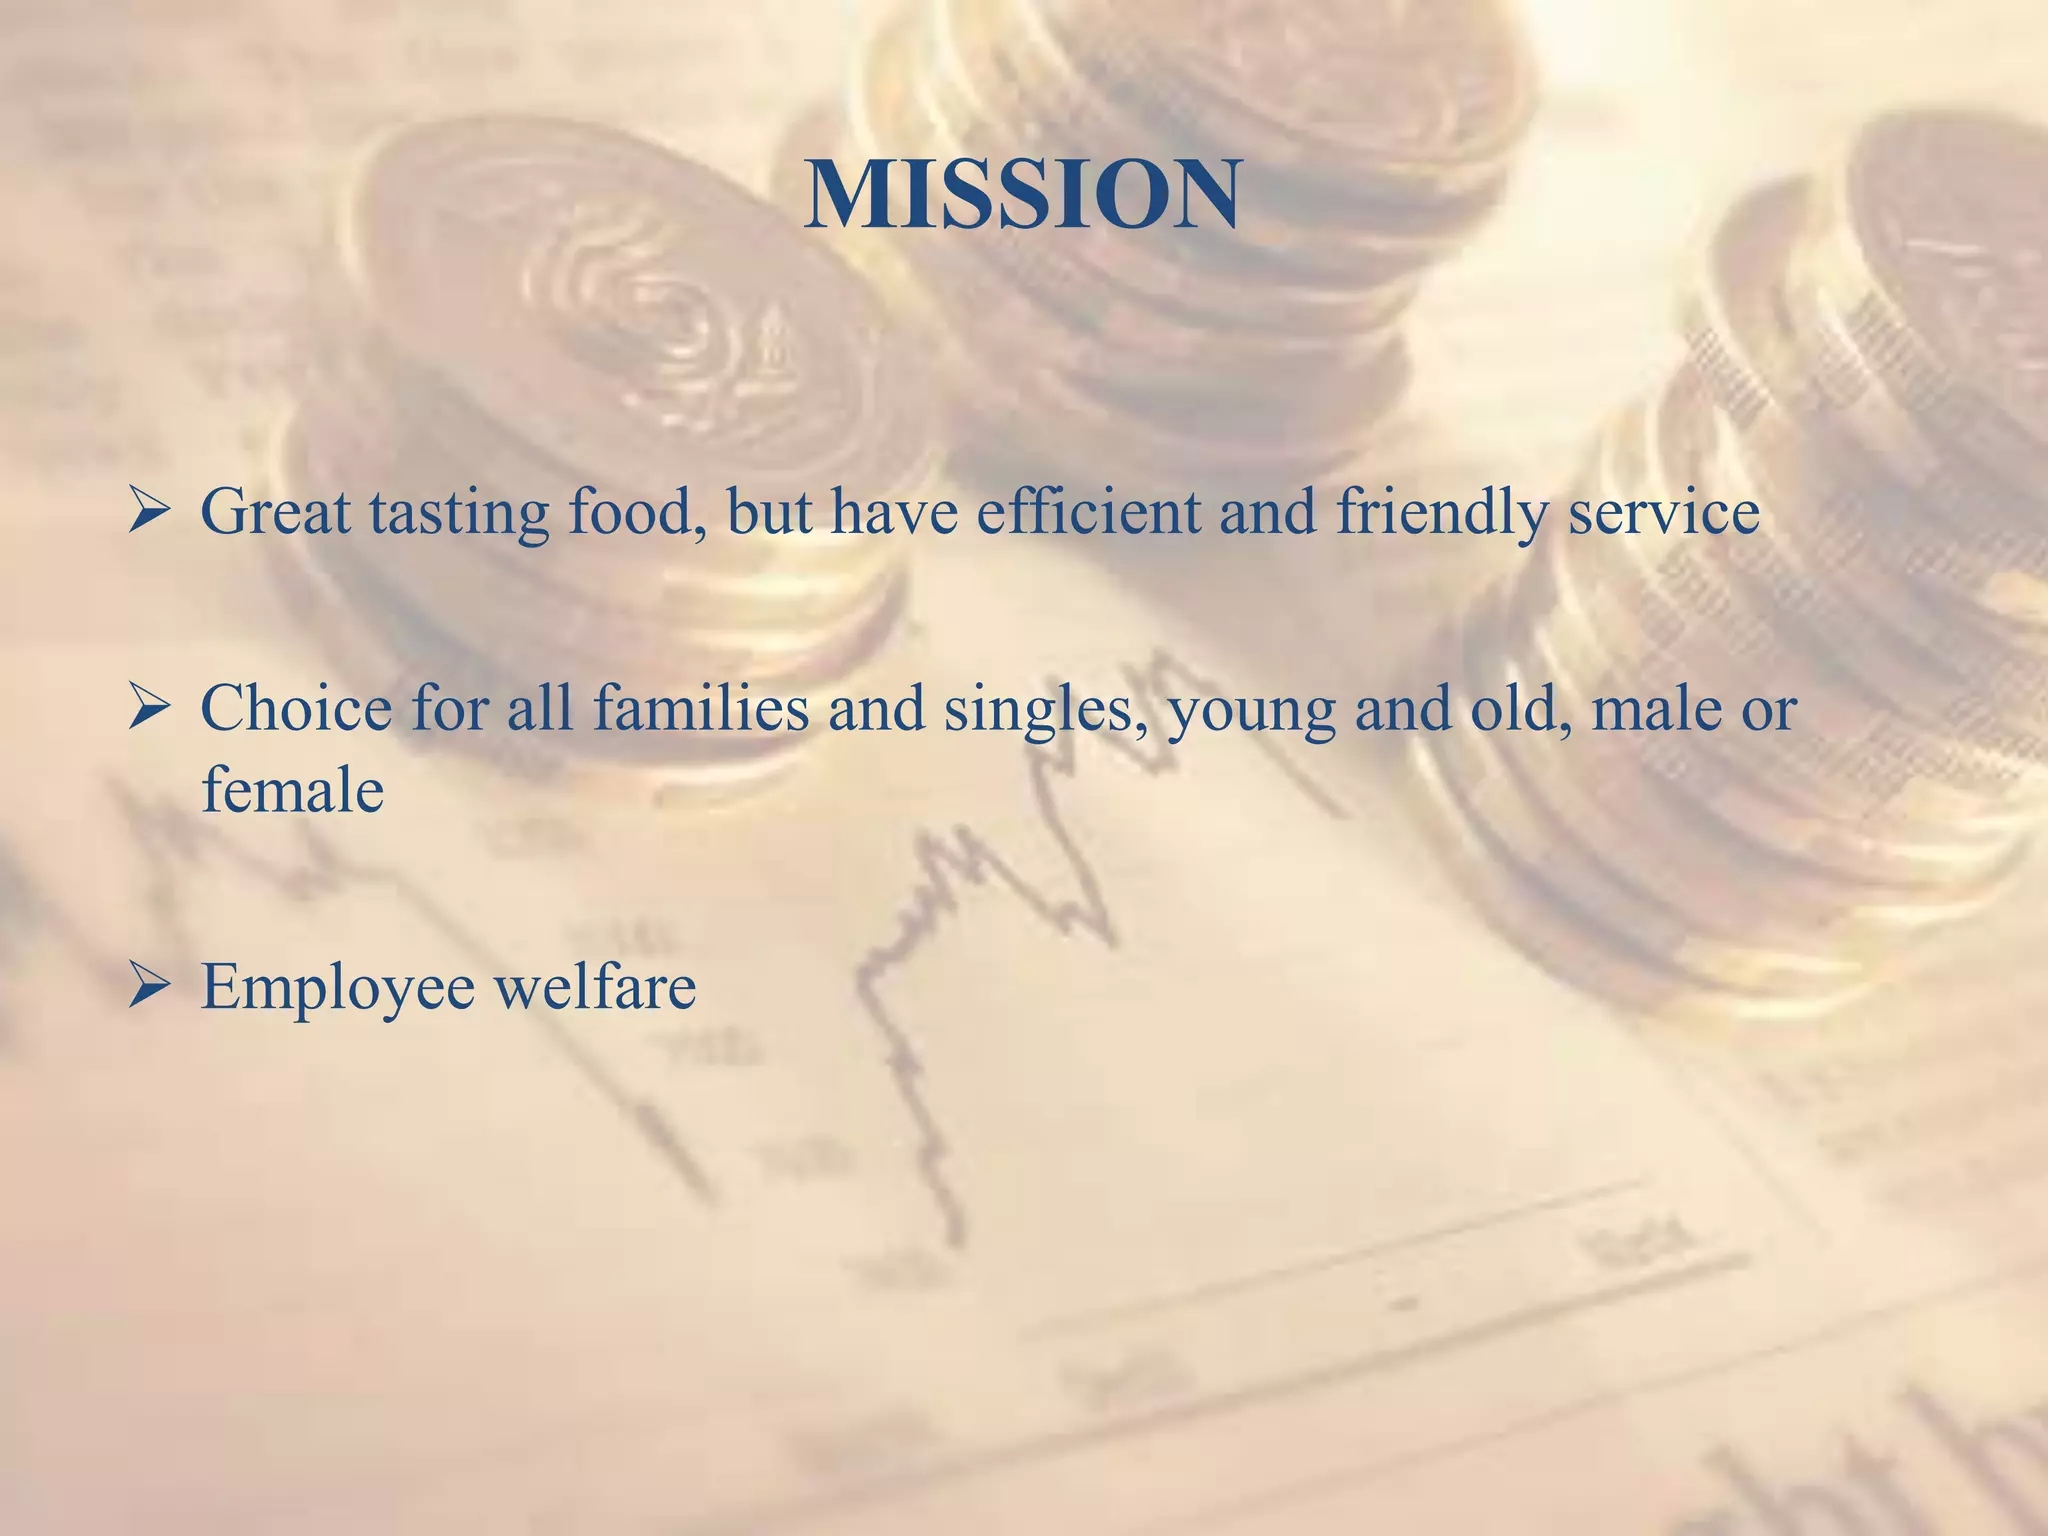 MISSION
➢ Great tasting food, but have efficient and friendly service
➢ Choice for all families and singles, young and old, male or
female
➢ Employee welfare